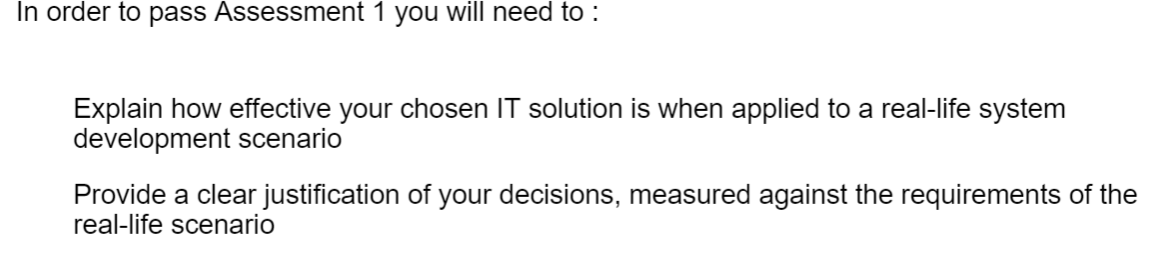 In order to pass Assessment 1 you will need to :
Explain how effective your chosen IT solution is when applied to a real-life system
development scenario
Provide a clear justification of your decisions, measured against the requirements of the
real-life scenario